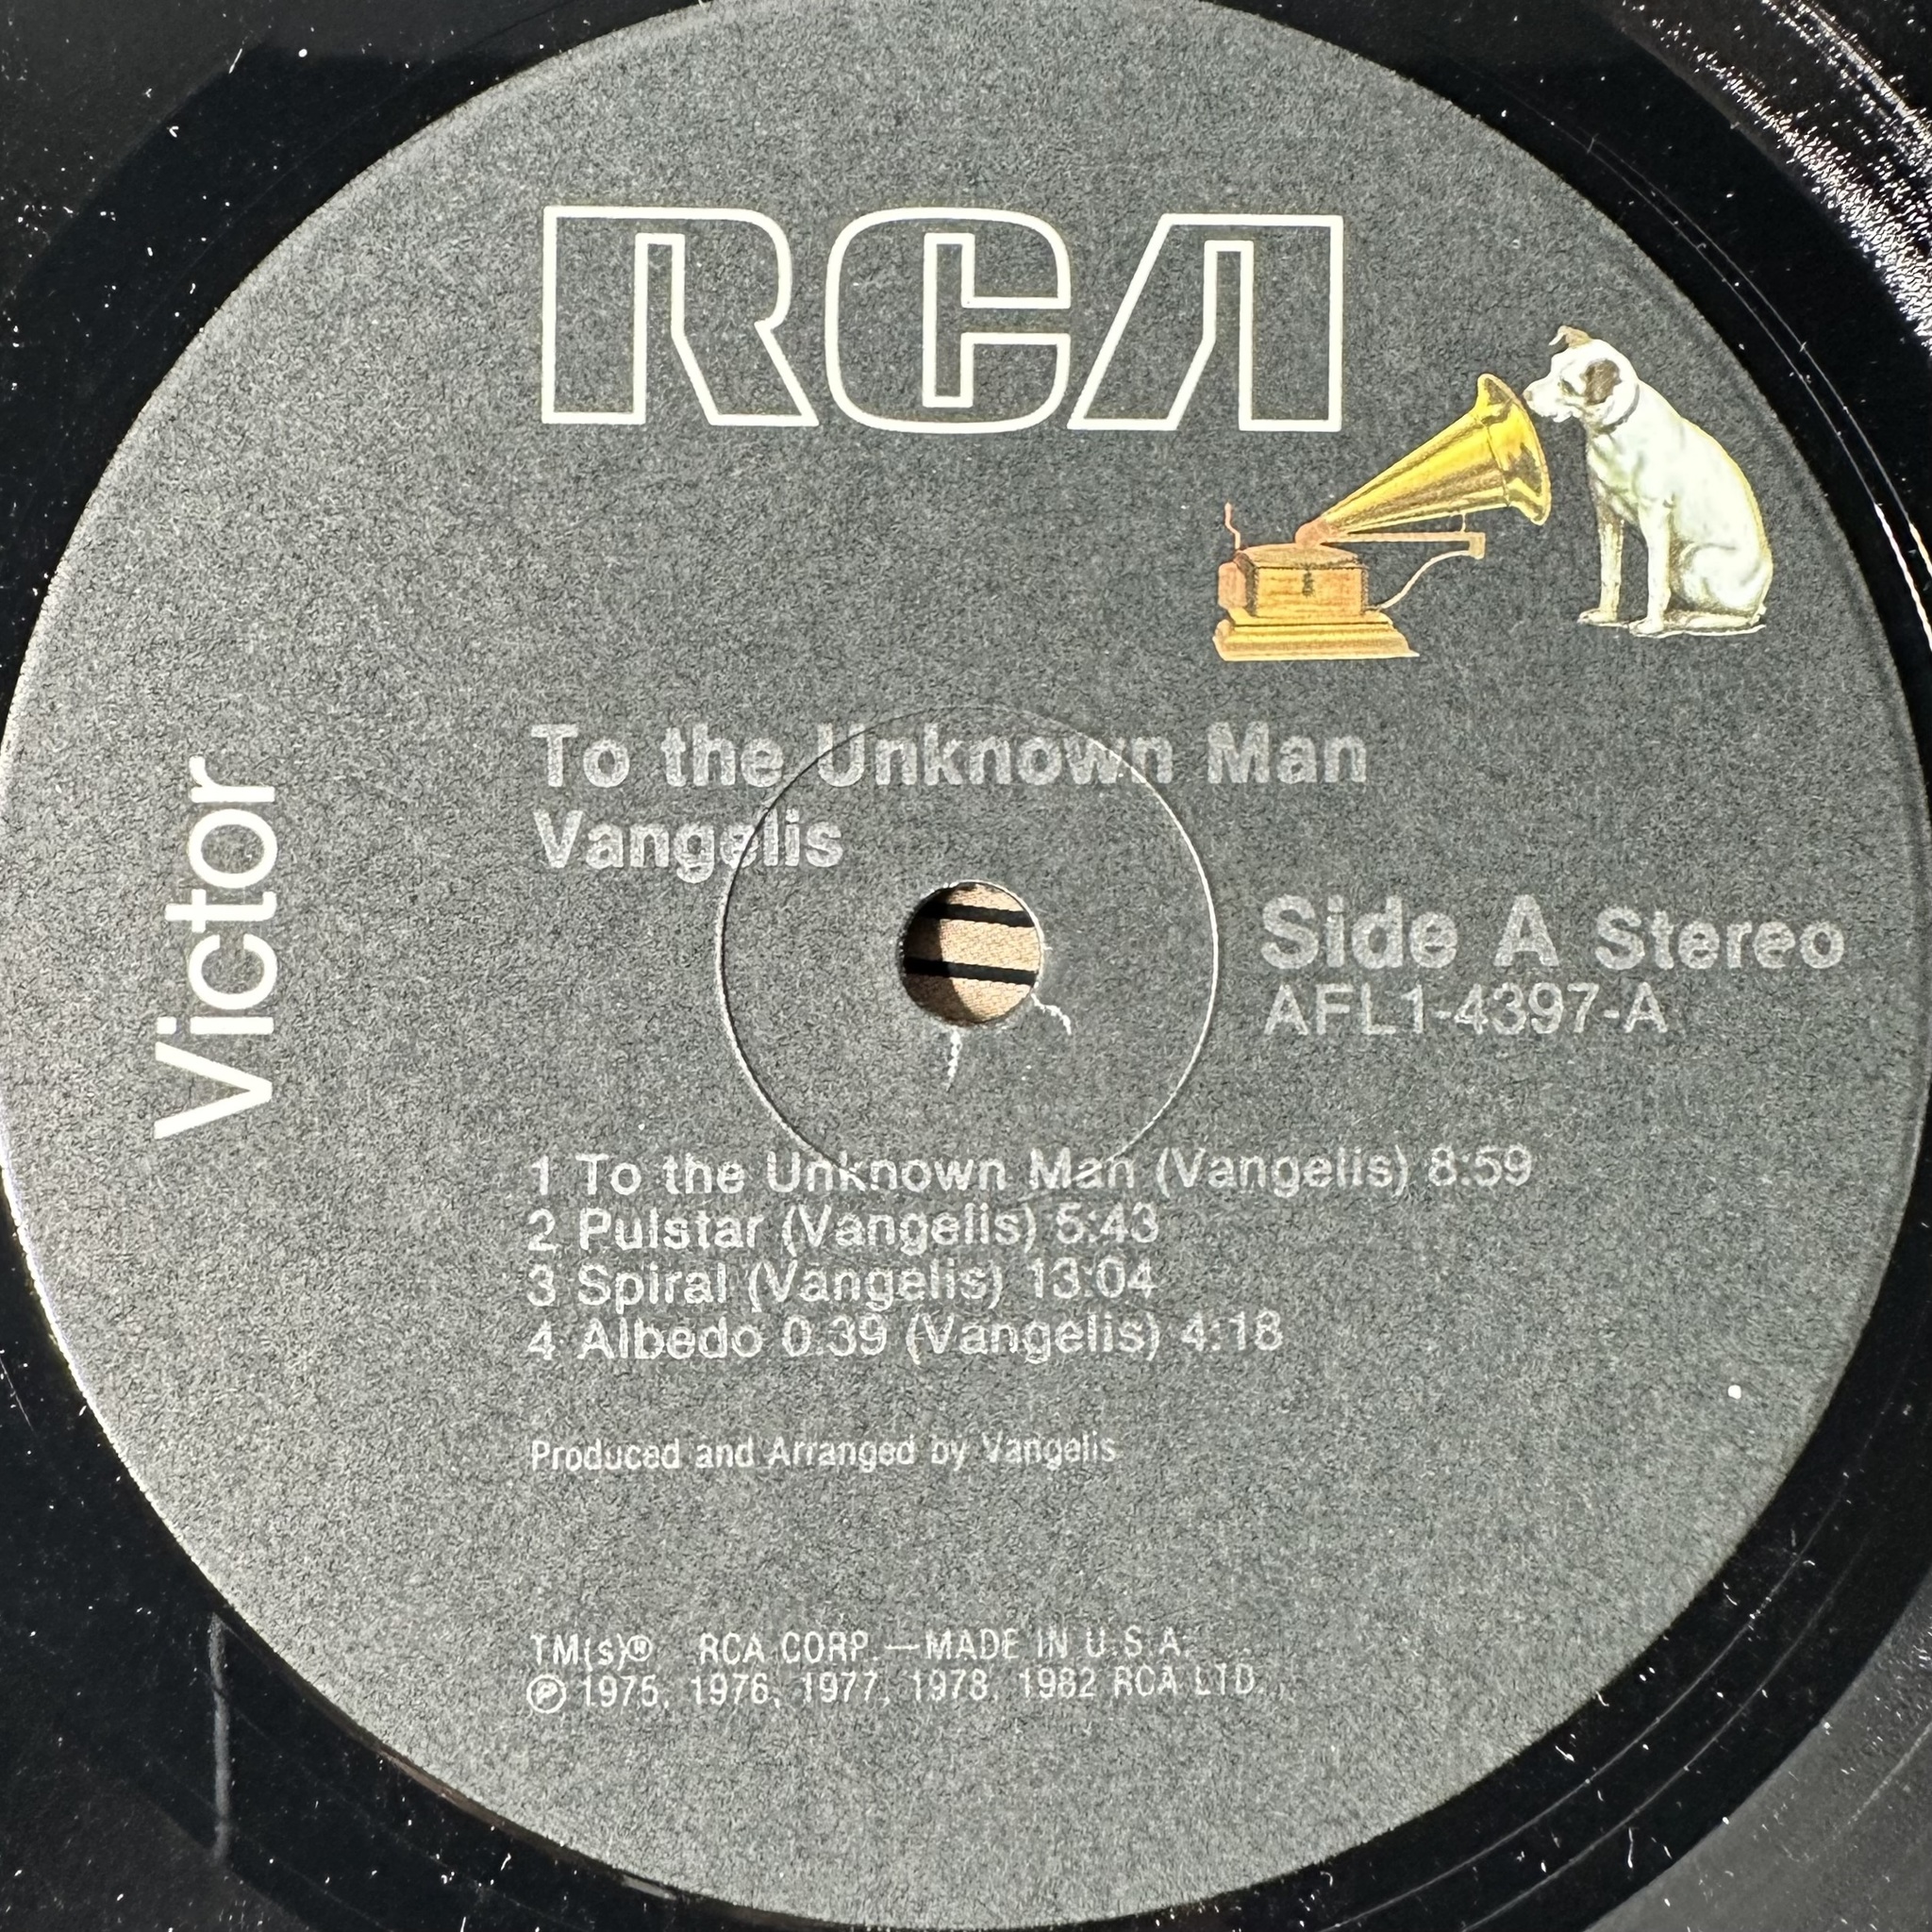 RCA
Victor
To the Unknown Man
Vangelis
Side A Stereo
AFL1-4397-A
1 To the Unknown Man (Vangelis) 8:59
2 Pulstar (Vangelis) 5:43
3 Spiral (Vangelis) 13:04
4 Albedo 0.39 (Vangelis) 4:18
Produced and Arranged by Vangelis
TM(s)® RCA CORP.—MADE IN U.S.A.
℗ 1975, 1976, 1977, 1978, 1982 RCA LTD.